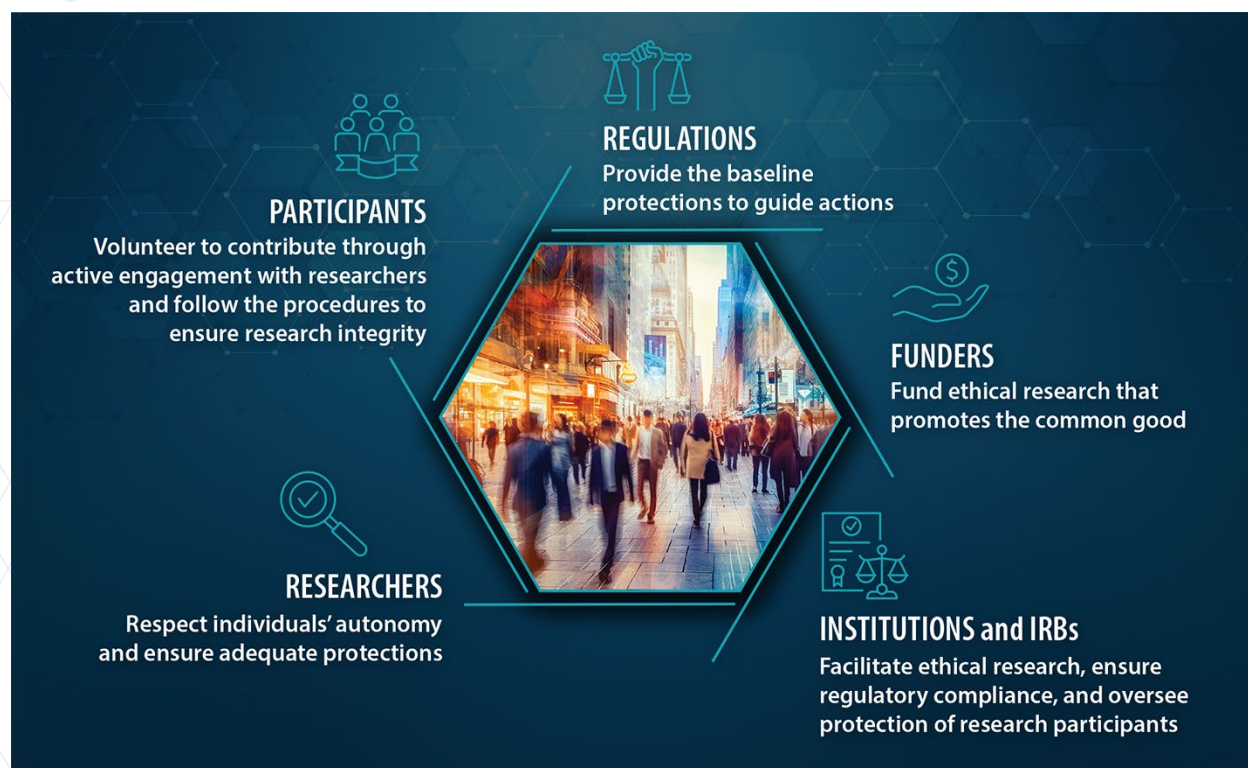 REGULATIONS
Provide the baseline
protections to guide actions
PARTICIPANTS
Volunteer to contribute through
active engagement with researchers
and follow the procedures to
ensure research integrity
FUNDERS
Fund ethical research that
promotes the common good
RESEARCHERS
Respect individuals’ autonomy
and ensure adequate protections
INSTITUTIONS and IRBs
Facilitate ethical research, ensure
regulatory compliance, and oversee
protection of research participants